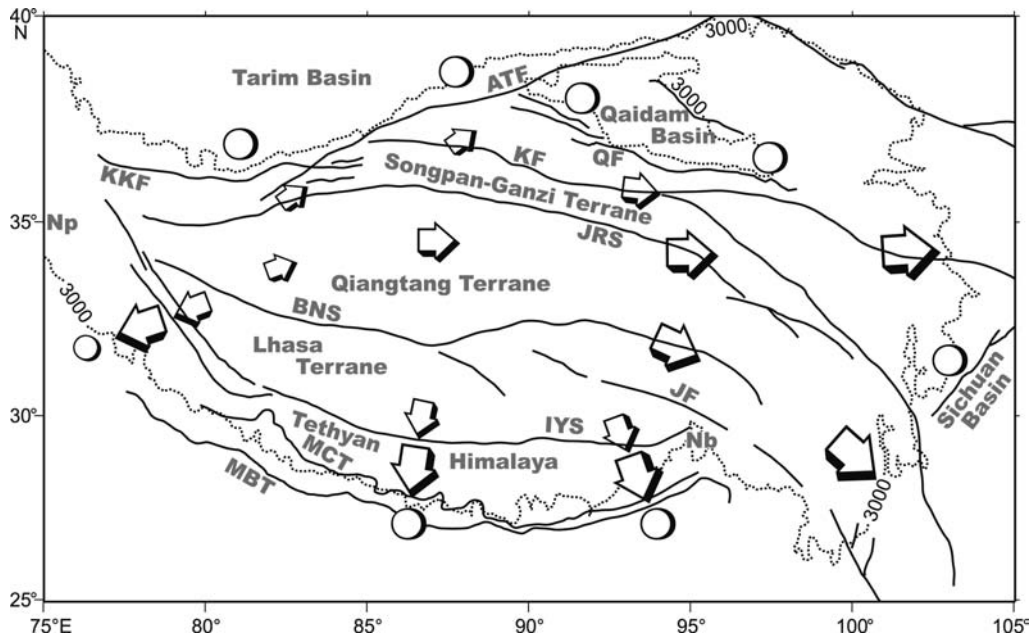 40°
N
3000
Tarim Basin
ATF
3000
Qaidam
Basin
KF
QF
KKF
Songpan-Ganzi Terrane
35°
Np
JRS
Qiangtang Terrane
3000
BNS
Lhasa
Terrane
JF
Sichuan
Basin
30°
IYS
Tethyan
Himalaya
Nb
MCT
MBT
3000
25°
75°E
80°
85°
90°
95°
100°
105°